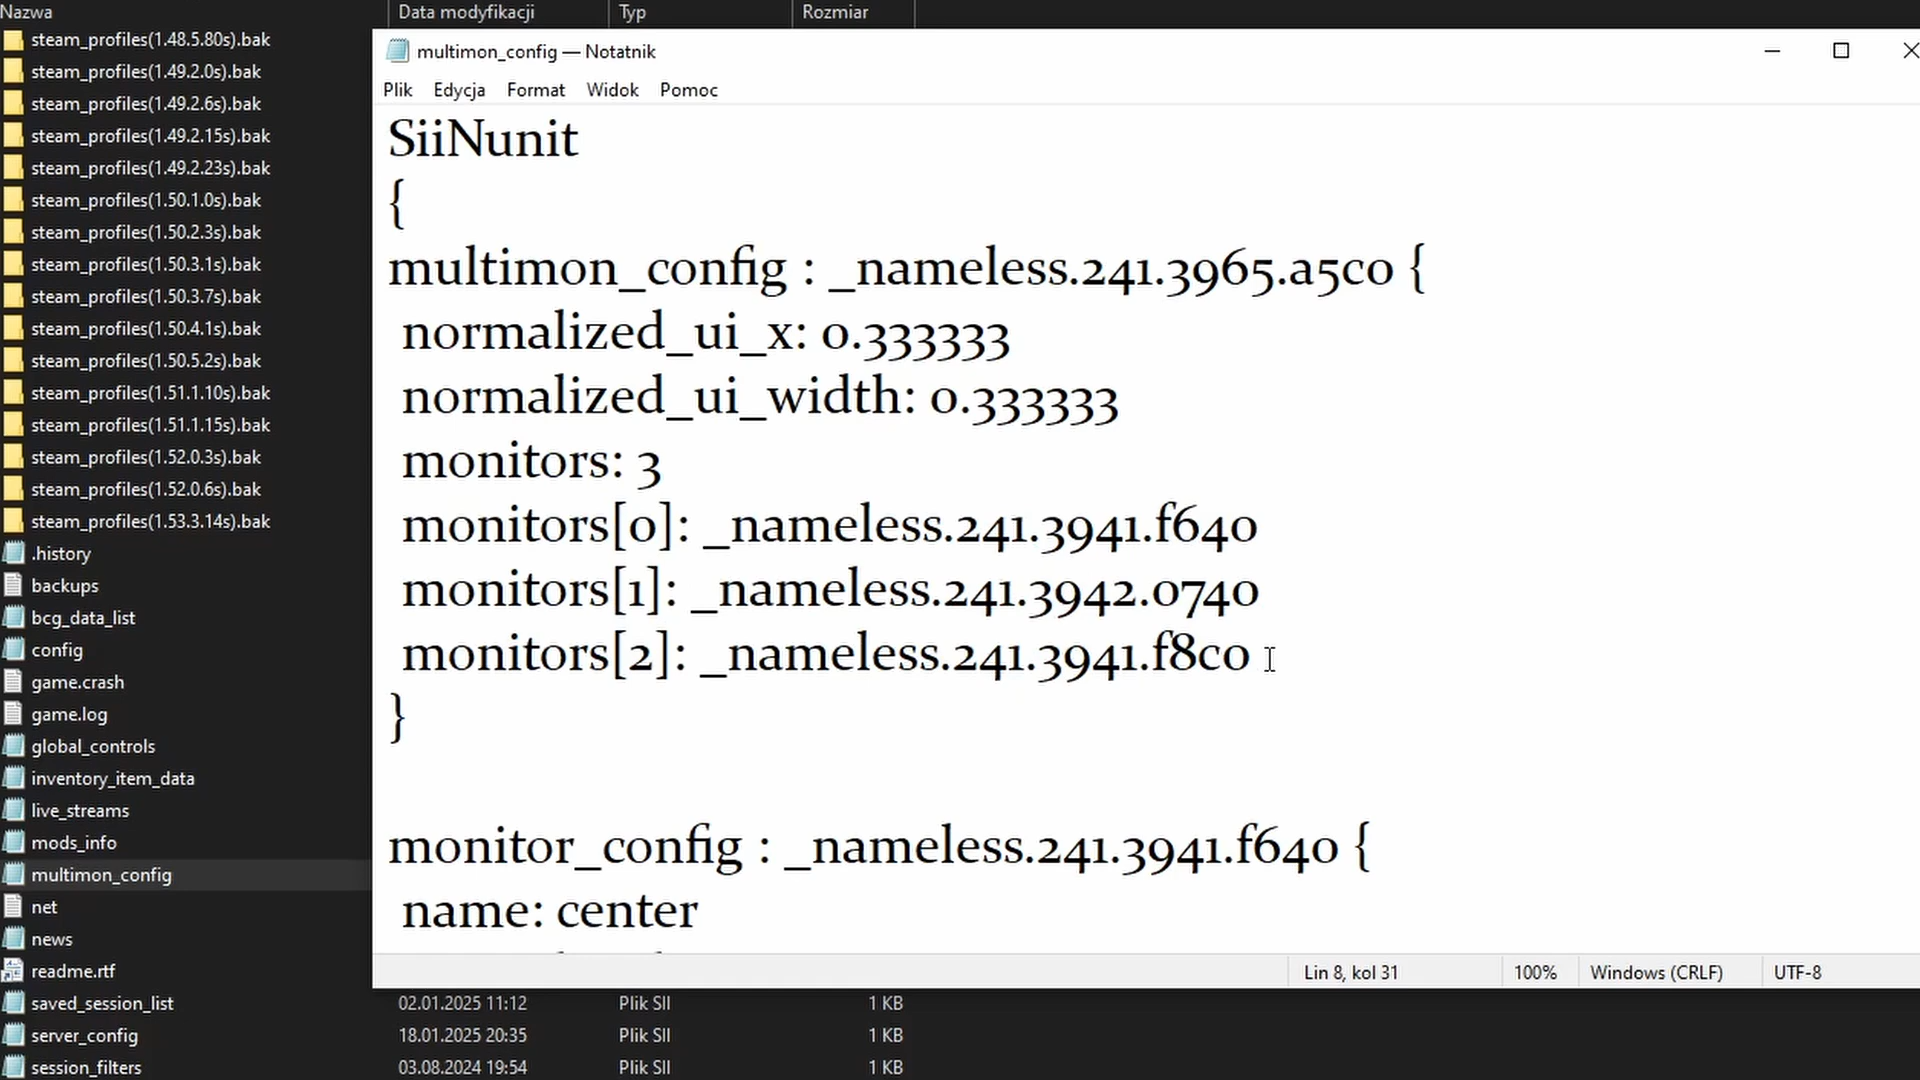 Nazwa
Data modyfikacji
Typ
Rozmiar
steam_profiles(1.48.5.80s).bak
steam_profiles(1.49.2.0s).bak
steam_profiles(1.49.2.6s).bak
steam_profiles(1.49.2.15s).bak
steam_profiles(1.49.2.23s).bak
steam_profiles(1.50.1.0s).bak
steam_profiles(1.50.2.3s).bak
steam_profiles(1.50.3.1s).bak
steam_profiles(1.50.3.7s).bak
steam_profiles(1.50.4.1s).bak
steam_profiles(1.50.5.2s).bak
steam_profiles(1.51.1.10s).bak
steam_profiles(1.51.1.15s).bak
steam_profiles(1.52.0.3s).bak
steam_profiles(1.52.0.6s).bak
steam_profiles(1.53.3.14s).bak
.history
backups
bcg_data_list
config
game.crash
game.log
global_controls
inventory_item_data
live_streams
mods_info
multimon_config
net
news
readme.rtf
saved_session_list 02.01.2025 11:12 Plik SII 1 KB
server_config 18.01.2025 20:35 Plik SII 1 KB
session_filters 03.08.2024 19:54 Plik SII 1 KB
multimon_config — Notatnik
Plik Edycja Format Widok Pomoc
SiiNunit
{
multimon_config : _nameless.241.3965.a5c0 {
normalized_ui_x: 0.333333
normalized_ui_width: 0.333333
monitors: 3
monitors[0]: _nameless.241.3941.f640
monitors[1]: _nameless.241.3942.0740
monitors[2]: _nameless.241.3941.f8c0
}
monitor_config : _nameless.241.3941.f640 {
name: center
Lin 8, kol 31
100%
Windows (CRLF)
UTF-8